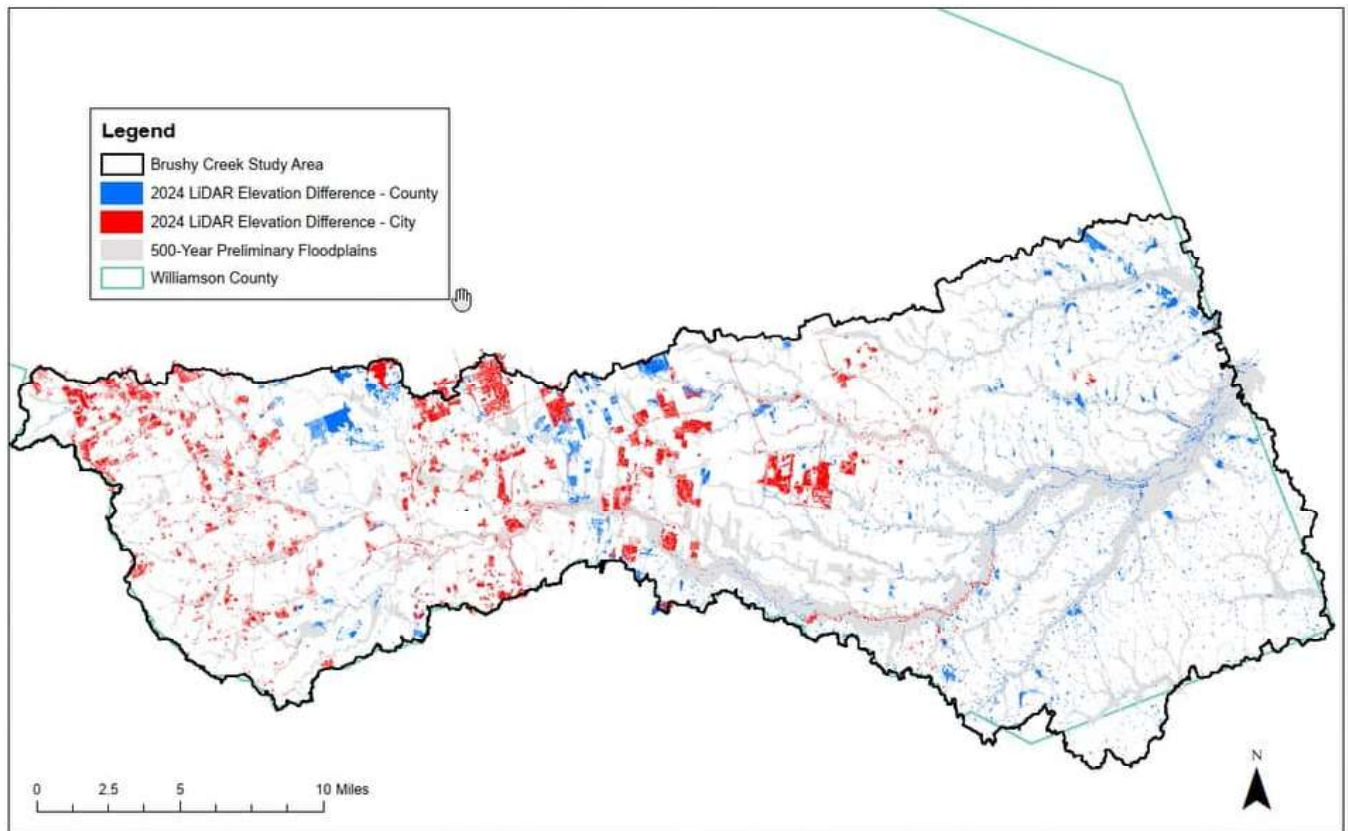 Legend
Brushy Creek Study Area
2024 LiDAR Elevation Difference - County
2024 LiDAR Elevation Difference - City
500-Year Preliminary Floodplains
Williamson County
N
0 2.5 5 10 Miles